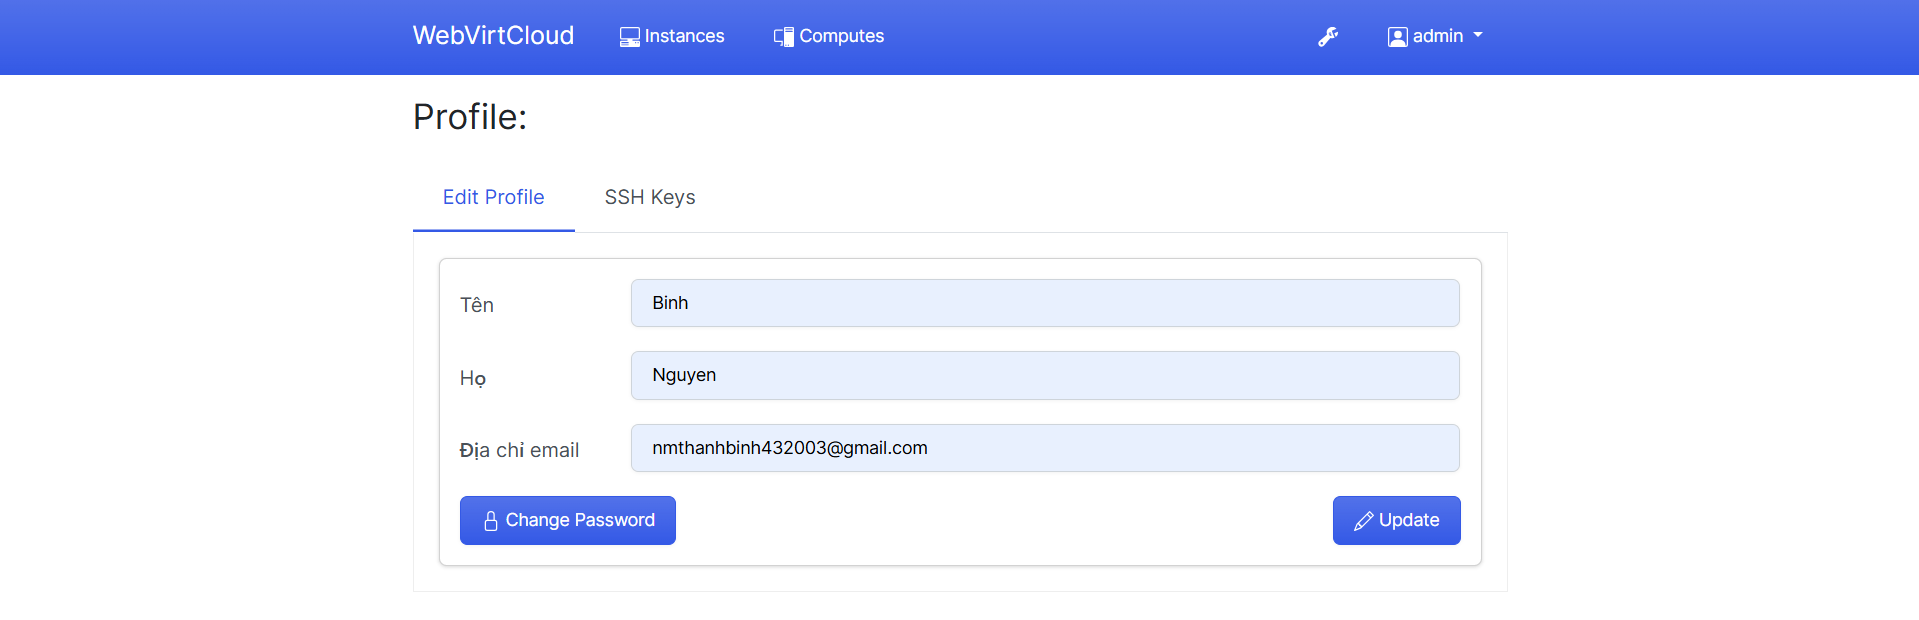 WebVirtCloud Instances Computes admin
Profile:
Edit Profile SSH Keys
Tên Binh
Họ Nguyen
Địa chỉ email nmthanhbinh432003@gmail.com
Change Password Update